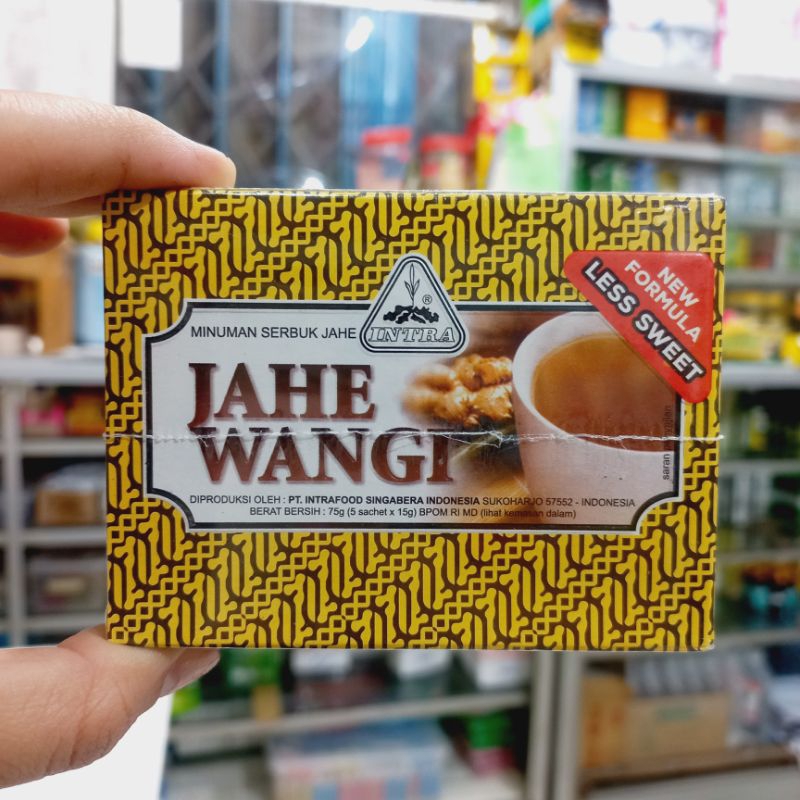 MINUMAN SERBUK JAHE
INTRA®
NEW
FORMULA
LESS SWEET
JAHE
WANGI
saran
DIPRODUKSI OLEH : PT. INTRAFOOD SINGABERA INDONESIA SUKOHARJO 57552 - INDONESIA
BERAT BERSIH : 75g (5 sachet x 15g) BPOM RI MD (lihat kemasan dalam)